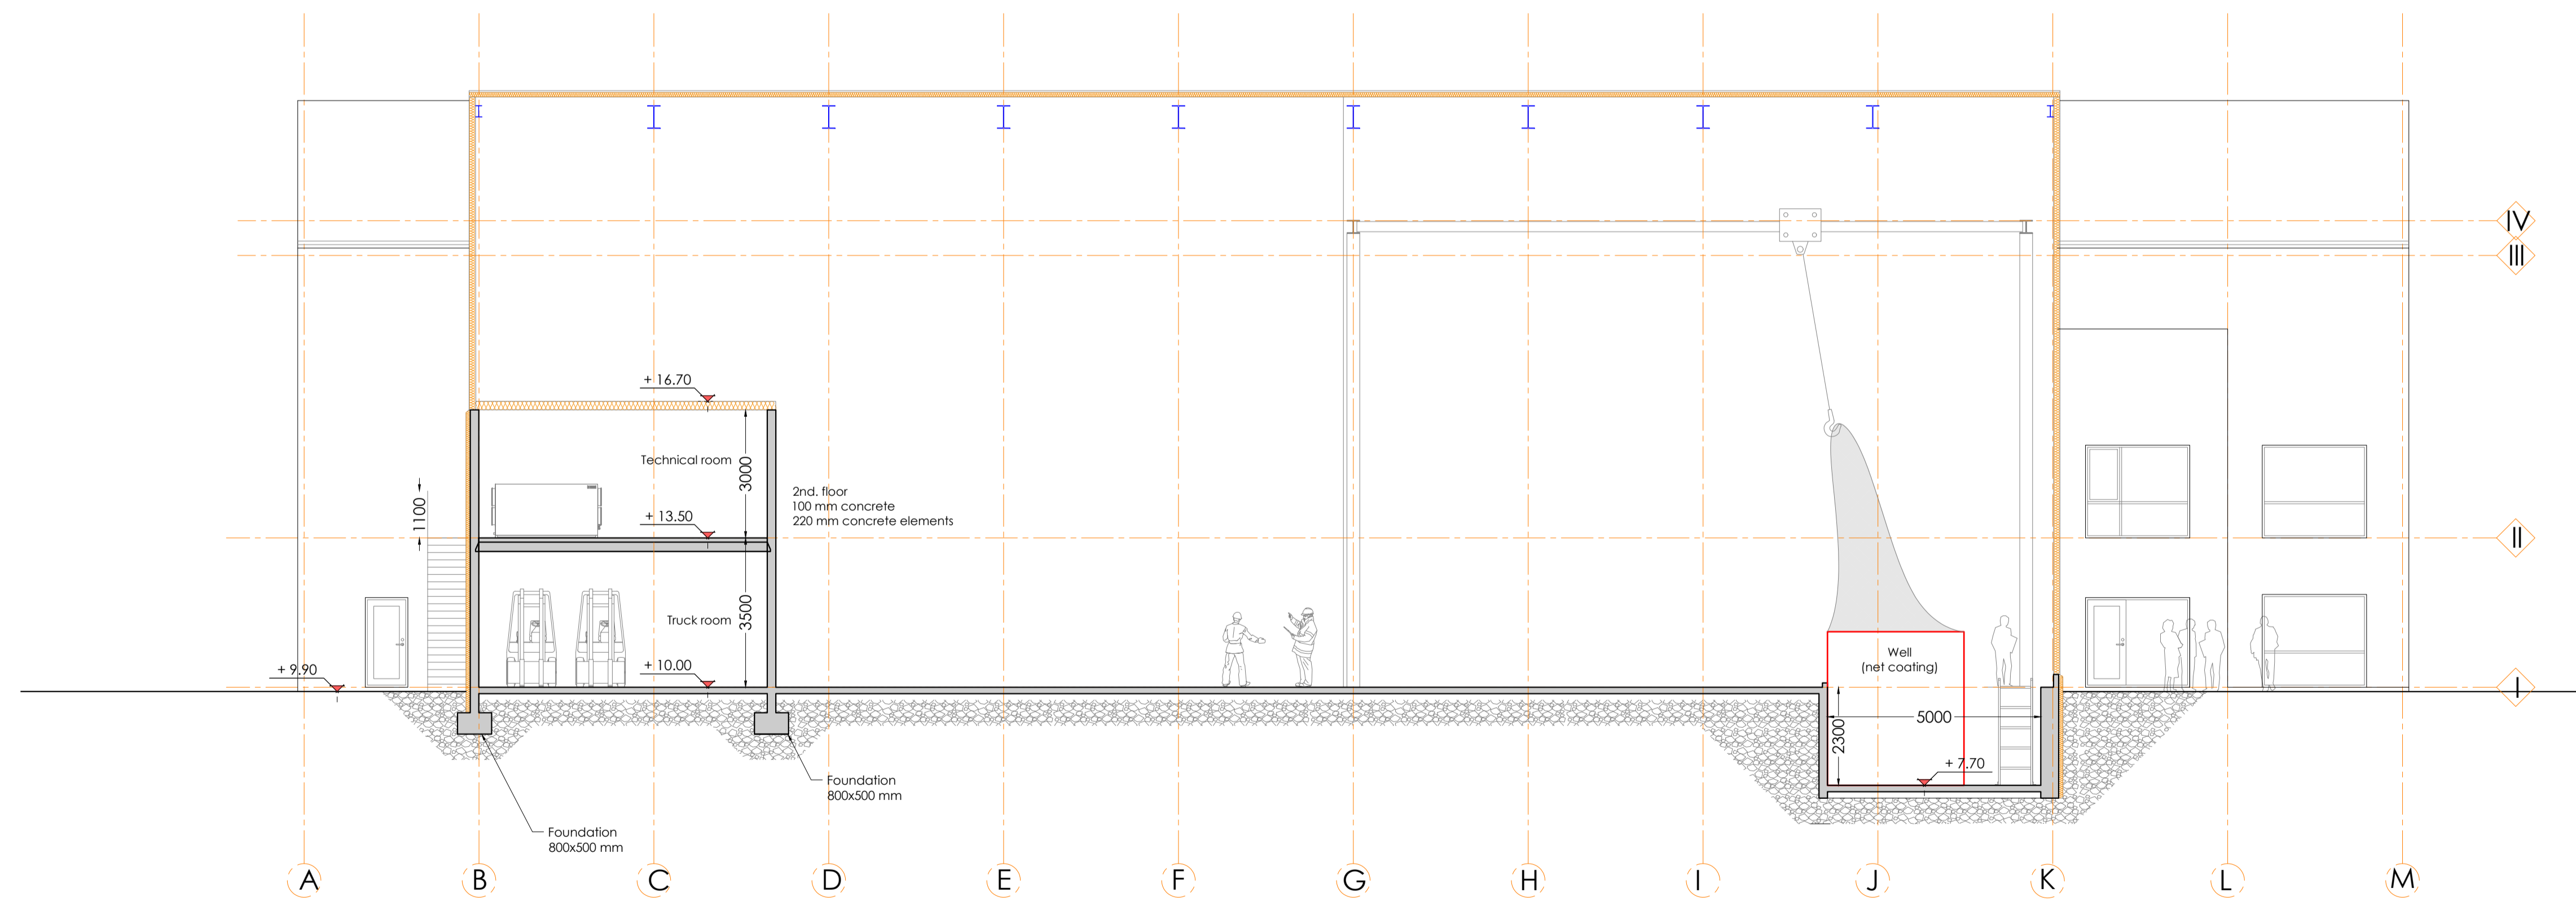 IV
III
+ 16.70
Technical room
3000
1100
2nd. floor
100 mm concrete
220 mm concrete elements
+ 13.50
II
Truck room
3500
+ 9.90
+ 10.00
Well
(net coating)
I
5000
2300
+ 7.70
Foundation
800x500 mm
Foundation
800x500 mm
A B C D E F G H I J K L M